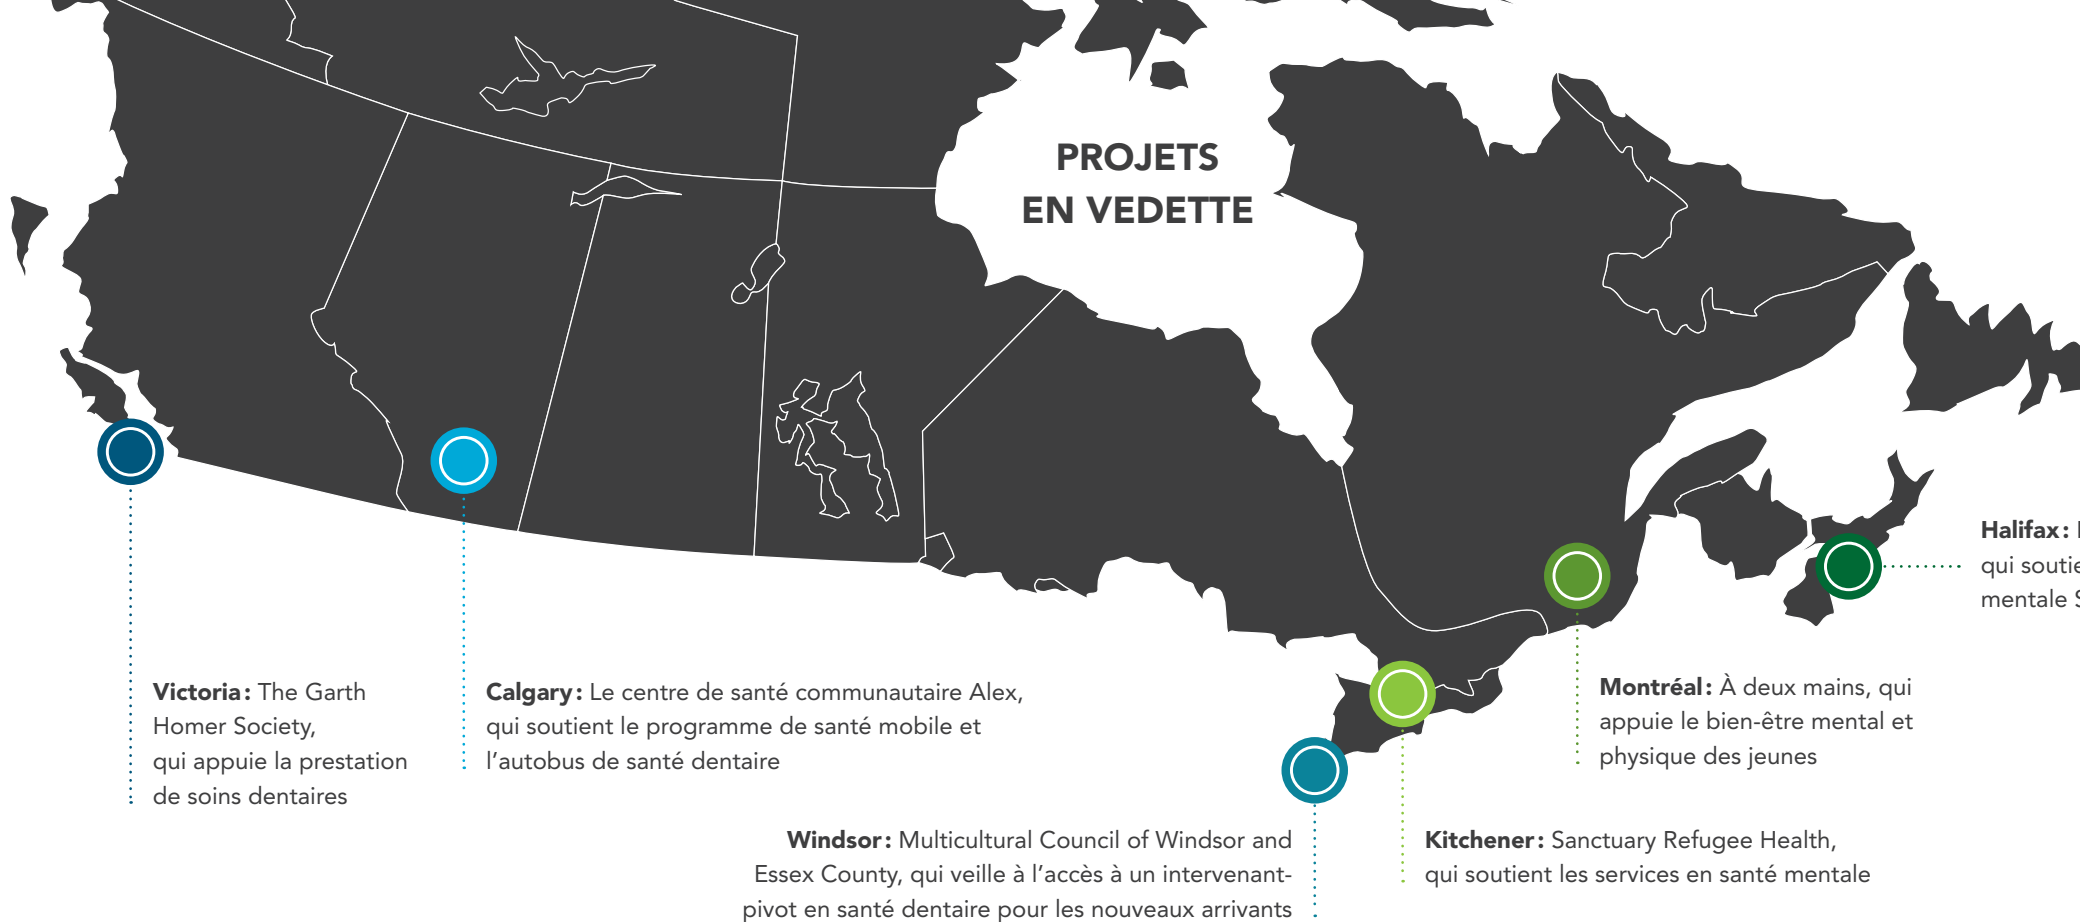 PROJETS
EN VEDETTE
Halifax :
qui
mentale
Victoria : The Garth
Homer Society,
qui appuie la prestation
de soins dentaires
Calgary : Le centre de santé communautaire Alex,
qui soutient le programme de santé mobile et
l’autobus de santé dentaire
Montréal : À deux mains, qui
appuie le bien-être mental et
physique des jeunes
Windsor : Multicultural Council of Windsor and
Essex County, qui veille à l’accès à un intervenant-
pivot en santé dentaire pour les nouveaux arrivants
Kitchener : Sanctuary Refugee Health,
qui soutient les services en santé mentale